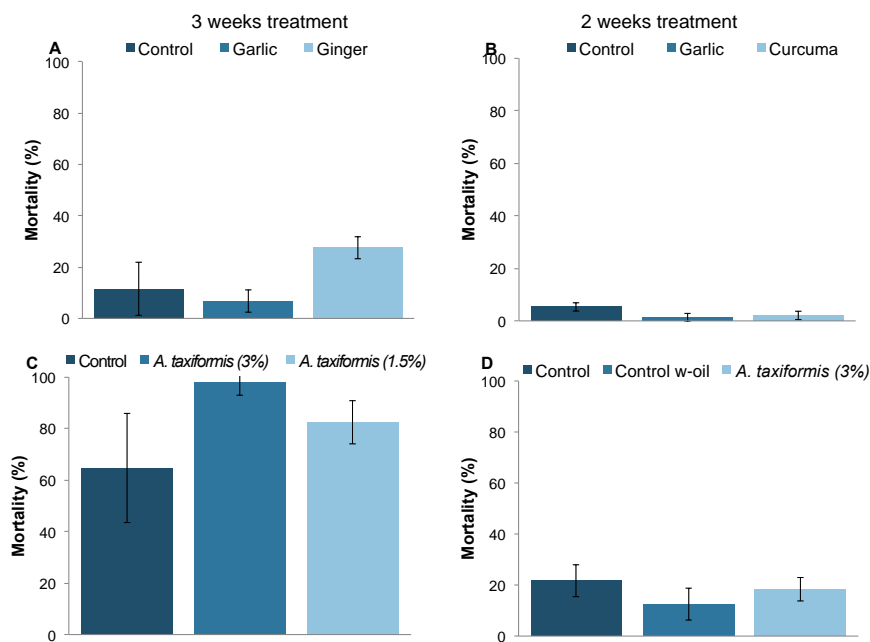 3 weeks treatment
2 weeks treatment
A
Control Garlic Ginger
100
80
60
40
20
0
Mortality (%)
B
Control Garlic Curcuma
100
80
60
40
20
0
Mortality (%)
C
Control A. taxiformis (3%) A. taxiformis (1.5%)
100
80
60
40
20
0
Mortality (%)
D
Control Control w-oil A. taxiformis (3%)
100
80
60
40
20
0
Mortality (%)